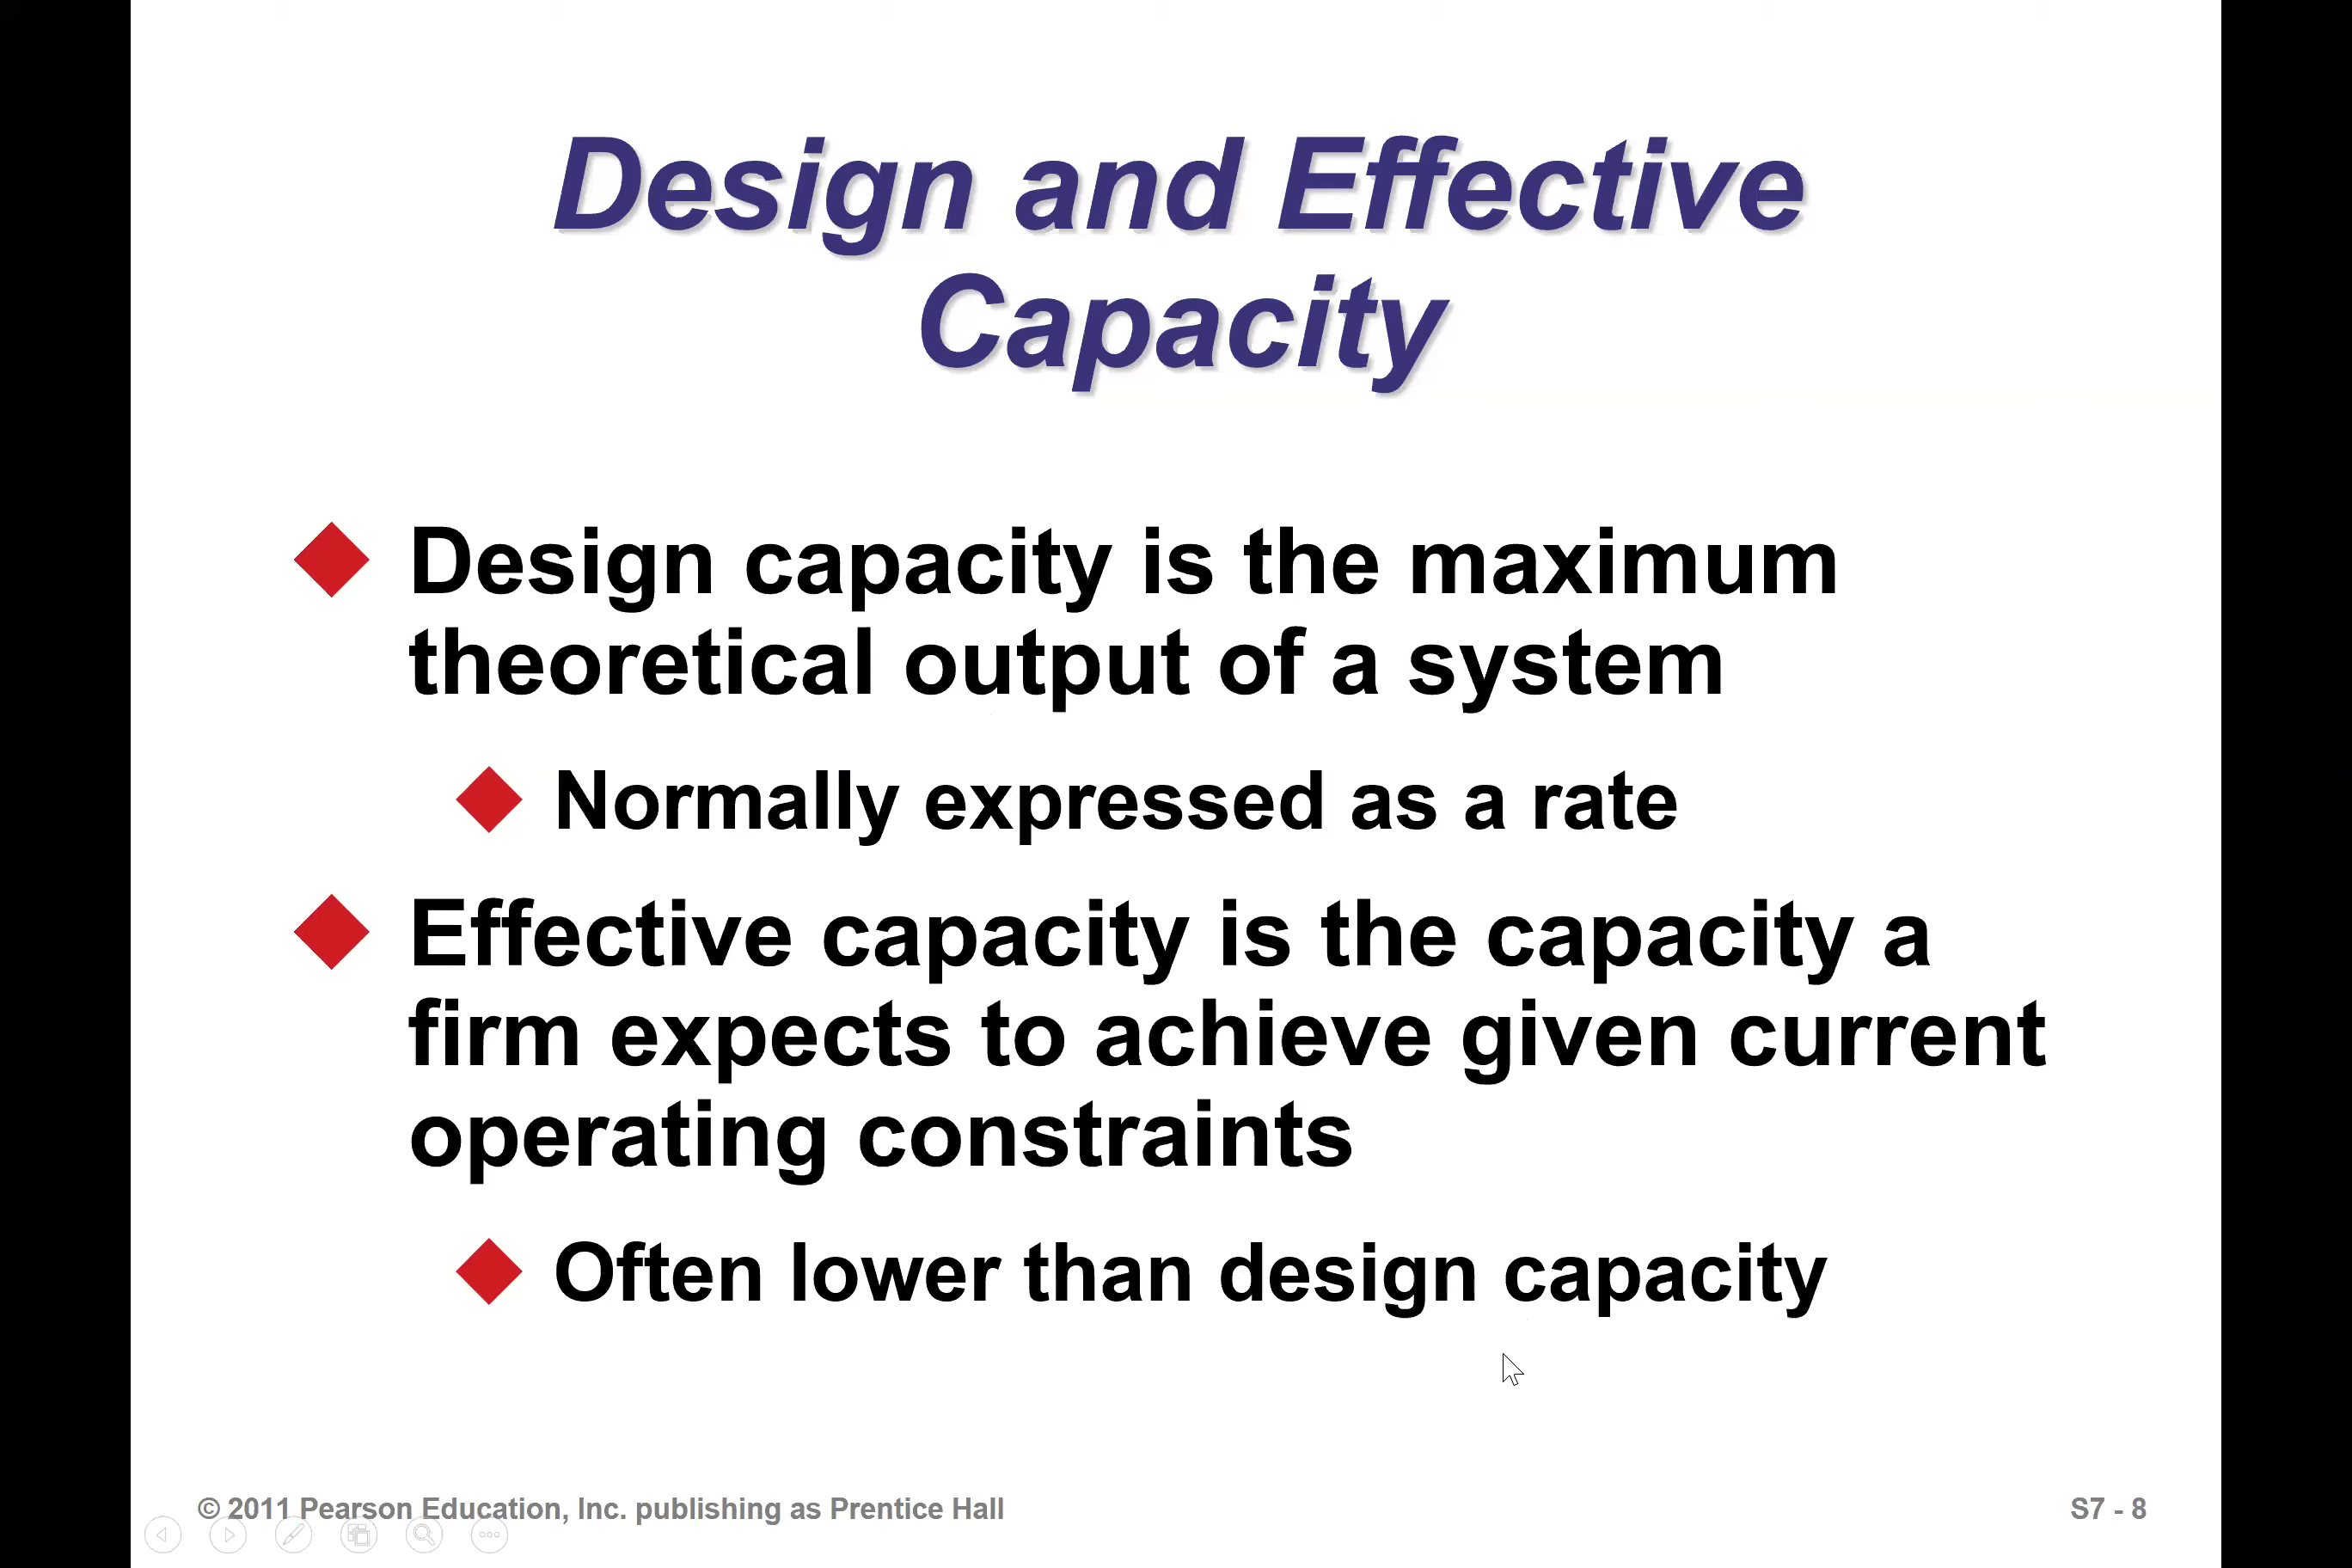 Design and Effective
Capacity
Design capacity is the maximum
theoretical output of a system
Normally expressed as a rate
Effective capacity is the capacity a
firm expects to achieve given current
operating constraints
Often lower than design capacity
© 2011 Pearson Education, Inc. publishing as Prentice Hall
S7 - 8